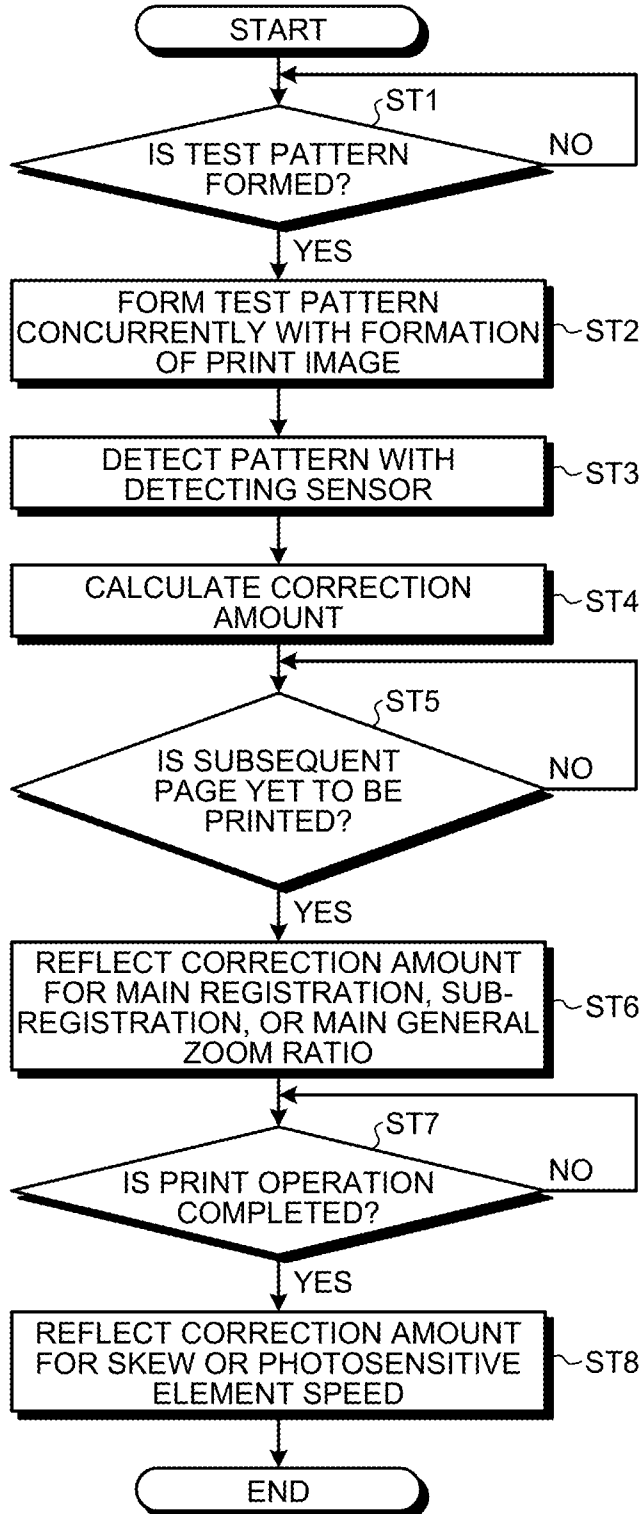 START
ST1
IS TEST PATTERN
FORMED?
NO
YES
FORM TEST PATTERN
CONCURRENTLY WITH FORMATION
OF PRINT IMAGE
ST2
DETECT PATTERN WITH
DETECTING SENSOR
ST3
CALCULATE CORRECTION
AMOUNT
ST4
ST5
IS SUBSEQUENT
PAGE YET TO BE
PRINTED?
NO
YES
REFLECT CORRECTION AMOUNT
FOR MAIN REGISTRATION, SUB-
REGISTRATION, OR MAIN GENERAL
ZOOM RATIO
ST6
ST7
IS PRINT OPERATION
COMPLETED?
NO
YES
REFLECT CORRECTION AMOUNT
FOR SKEW OR PHOTOSENSITIVE
ELEMENT SPEED
ST8
END